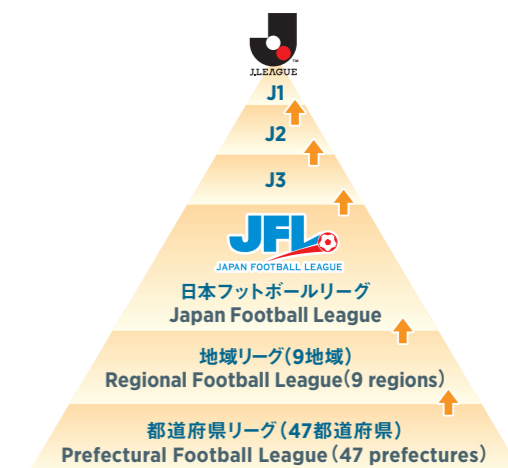 J.LEAGUE
J1
J2
J3
JFL
JAPAN FOOTBALL LEAGUE
日本フットボールリーグ
Japan Football League
地域リーグ(9地域)
Regional Football League(9 regions)
都道府県リーグ(47都道府県)
Prefectural Football League(47 prefectures)